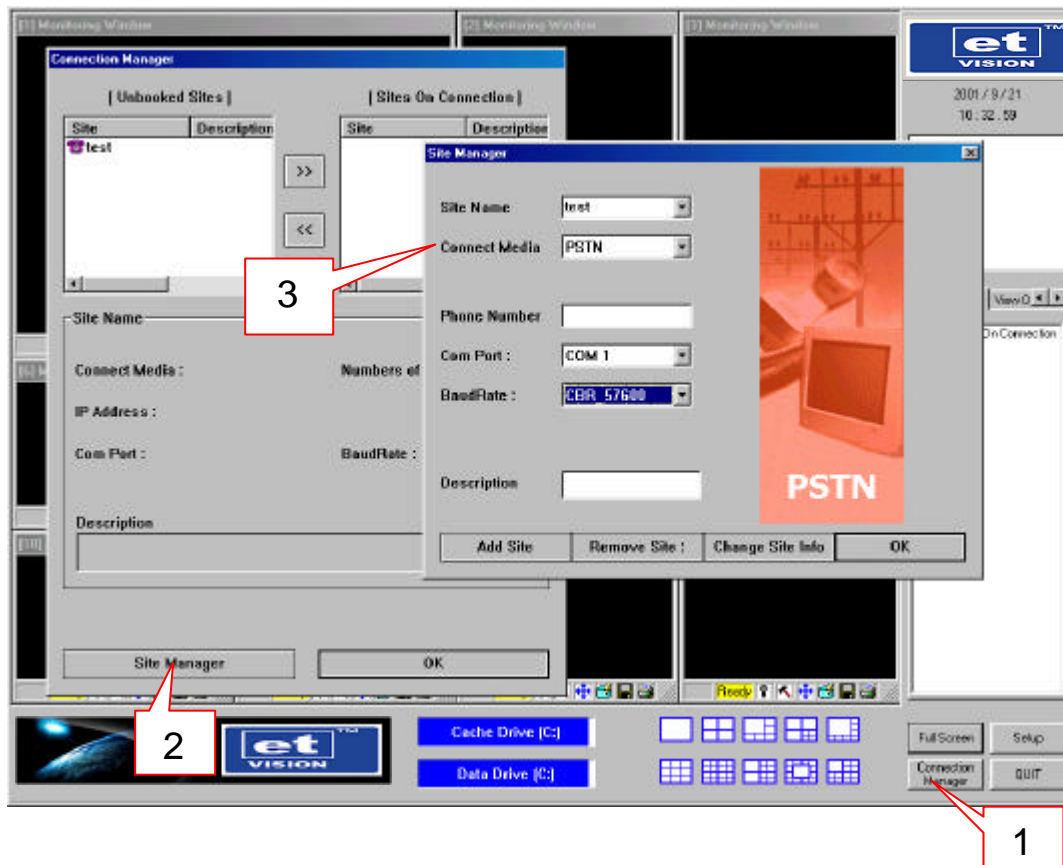 [1] Monitoring Window
[2] Monitoring Window
[3] Monitoring Window
et TM
VISION
2001 / 9 / 21
10 : 32 . 59
Connection Manager
[ Unbooked Sites ]
[ Sites On Connection ]
Site Description
Site Description
test
>>
<<
Site Manager
Site Name test
Connect Media PSTN
Phone Number
Com Port : COM 1
BaudRate : CBR_57600
Description
PSTN
Add Site
Remove Site !
Change Site Info
OK
3
View O
On Connection
Site Name
Connect Media :
Numbers of
IP Address :
Com Port :
BaudRate :
Description
[10]
Site Manager
OK
Ready
2
et TM
VISION
Cache Drive (C:)
Data Drive (C:)
Full Screen
Setup
Connection
Manager
QUIT
1